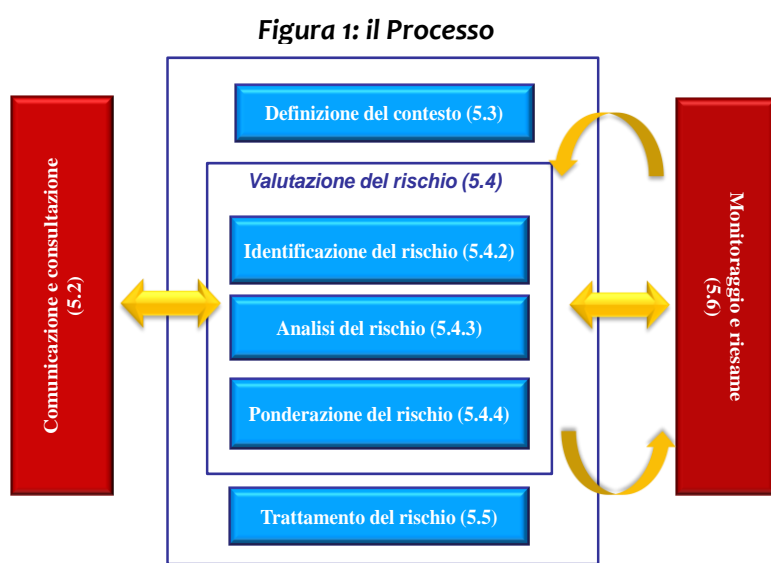 Figura 1: il Processo
Comunicazione e consultazione
(5.2)
Definizione del contesto (5.3)
Valutazione del rischio (5.4)
Identificazione del rischio (5.4.2)
Analisi del rischio (5.4.3)
Ponderazione del rischio (5.4.4)
Trattamento del rischio (5.5)
Monitoraggio e riesame
(5.6)